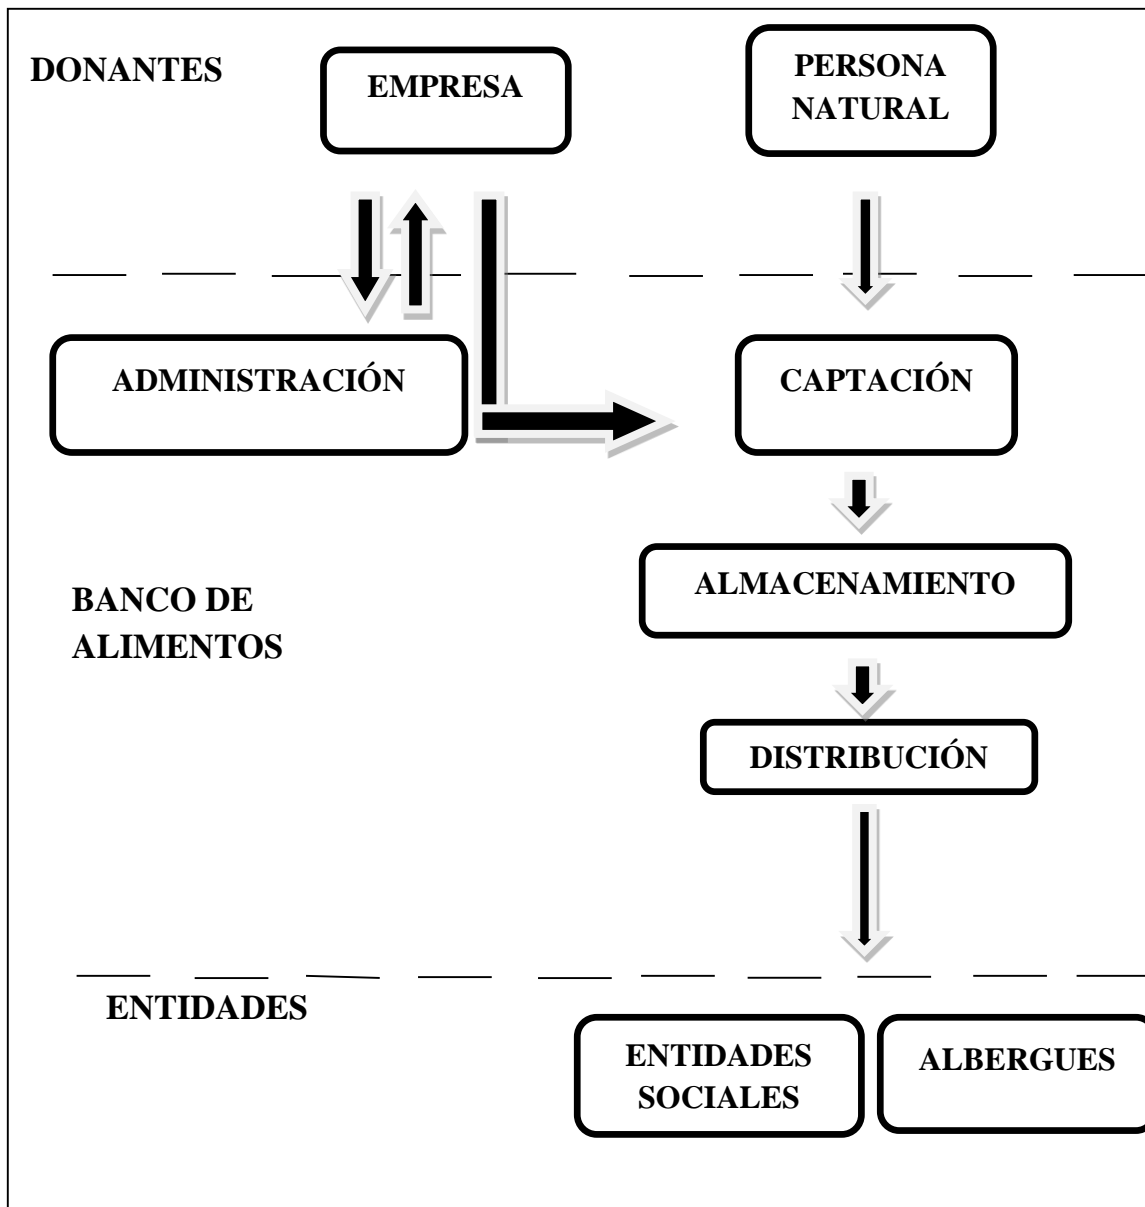 DONANTES
EMPRESA
PERSONA
NATURAL
ADMINISTRACIÓN
CAPTACIÓN
ALMACENAMIENTO
BANCO DE
ALIMENTOS
DISTRIBUCIÓN
ENTIDADES
ENTIDADES
SOCIALES
ALBERGUES